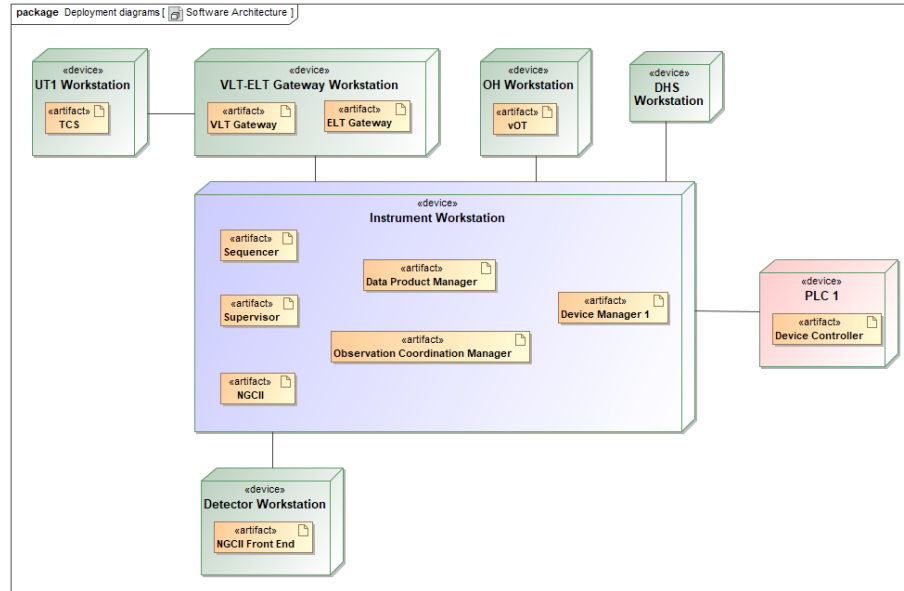 package Deployment diagrams [ Software Architecture ]
«device»
UT1 Workstation
«artifact»
TCS
«device»
VLT-ELT Gateway Workstation
«artifact»
VLT Gateway
«artifact»
ELT Gateway
«device»
OH Workstation
«artifact»
vOT
«device»
DHS
Workstation
«device»
Instrument Workstation
«artifact»
Sequencer
«artifact»
Data Product Manager
«artifact»
Supervisor
«artifact»
Device Manager 1
«artifact»
Observation Coordination Manager
«artifact»
NGCII
«device»
PLC 1
«artifact»
Device Controller
«device»
Detector Workstation
«artifact»
NGCII Front End